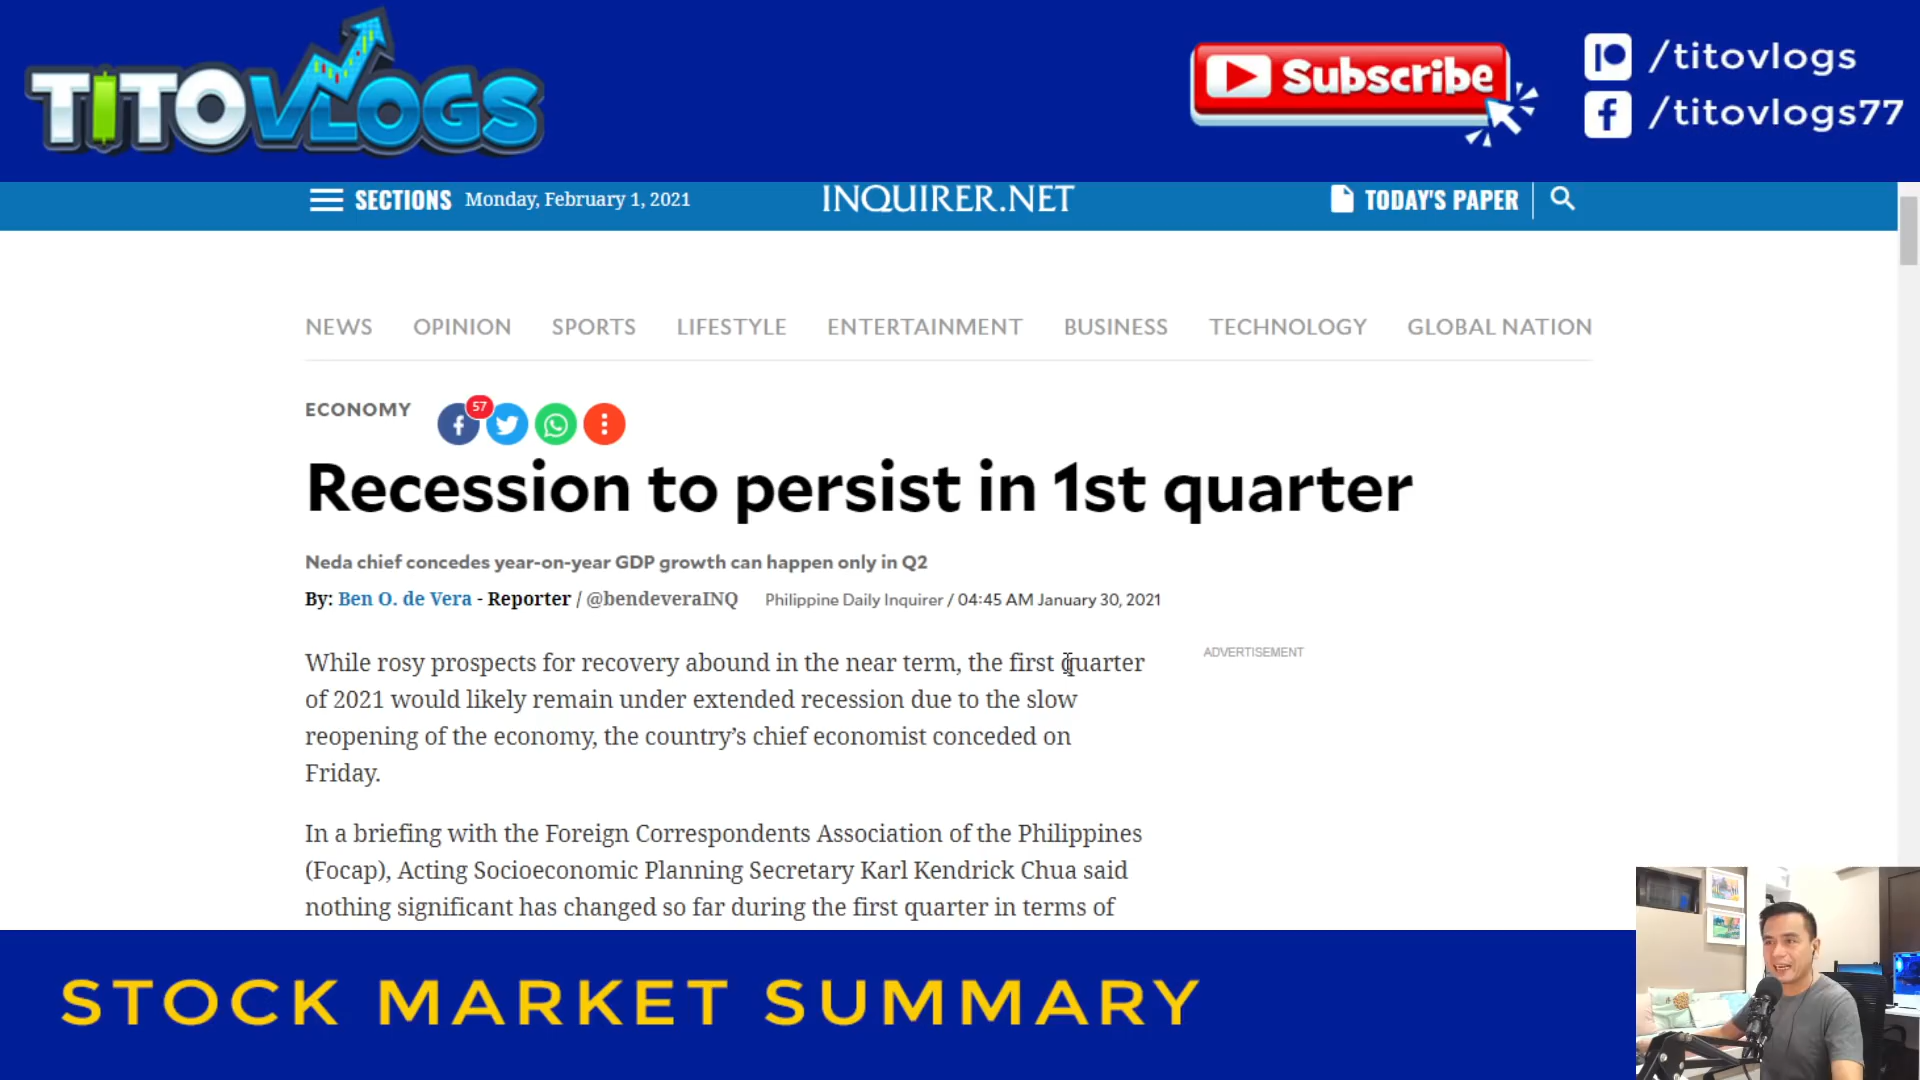 TITOVLOGS
Subscribe
/titovlogs
/titovlogs77
SECTIONS Monday, February 1, 2021 INQUIRER.NET TODAY'S PAPER
NEWS OPINION SPORTS LIFESTYLE ENTERTAINMENT BUSINESS TECHNOLOGY GLOBAL NATION
ECONOMY
57
Recession to persist in 1st quarter
Neda chief concedes year-on-year GDP growth can happen only in Q2
By: Ben O. de Vera - Reporter / @bendeveraINQ Philippine Daily Inquirer / 04:45 AM January 30, 2021
While rosy prospects for recovery abound in the near term, the first quarter
of 2021 would likely remain under extended recession due to the slow
reopening of the economy, the country’s chief economist conceded on
Friday.
ADVERTISEMENT
In a briefing with the Foreign Correspondents Association of the Philippines
(Focap), Acting Socioeconomic Planning Secretary Karl Kendrick Chua said
nothing significant has changed so far during the first quarter in terms of
STOCK MARKET SUMMARY